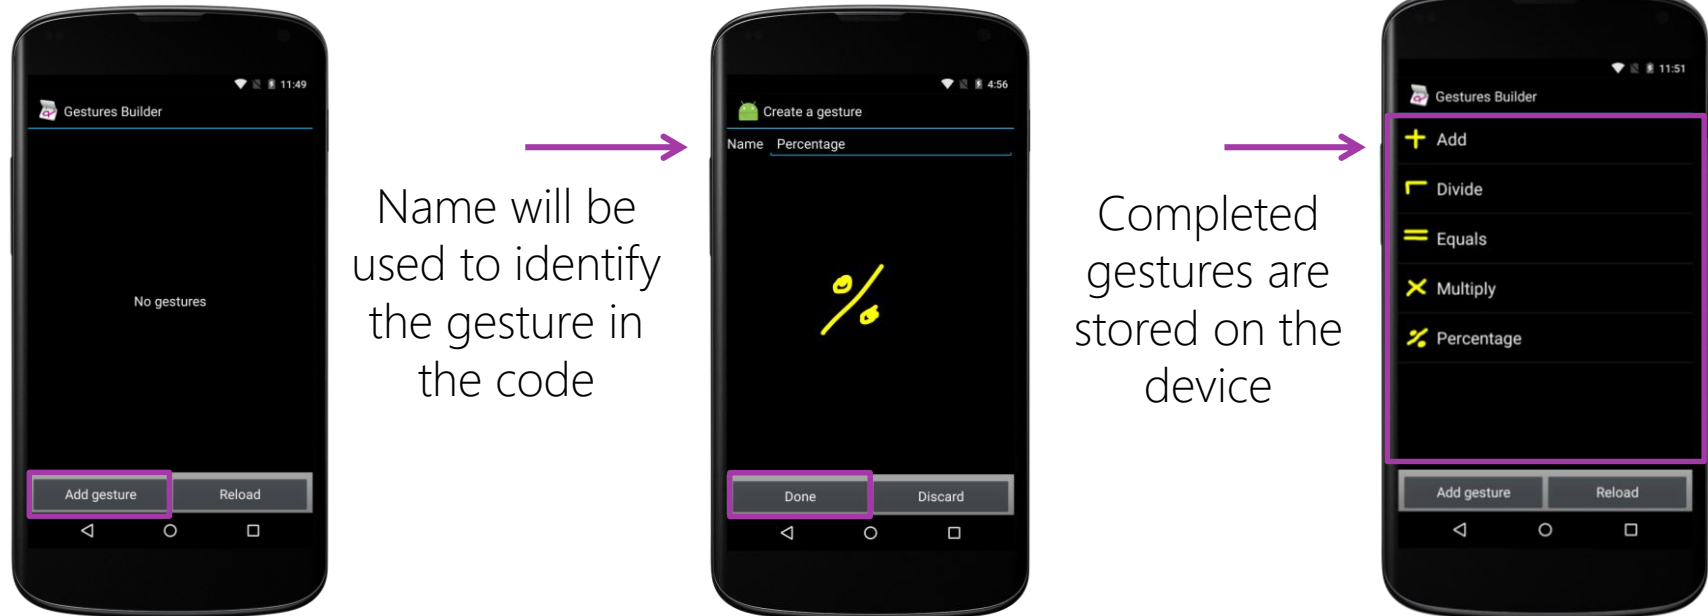 11:49
Gestures Builder
No gestures
Add gesture
Reload
Name will be
used to identify
the gesture in
the code
4:56
Create a gesture
Name Percentage
%
Done
Discard
Completed
gestures are
stored on the
device
11:51
Gestures Builder
Add
Divide
Equals
Multiply
Percentage
Add gesture
Reload